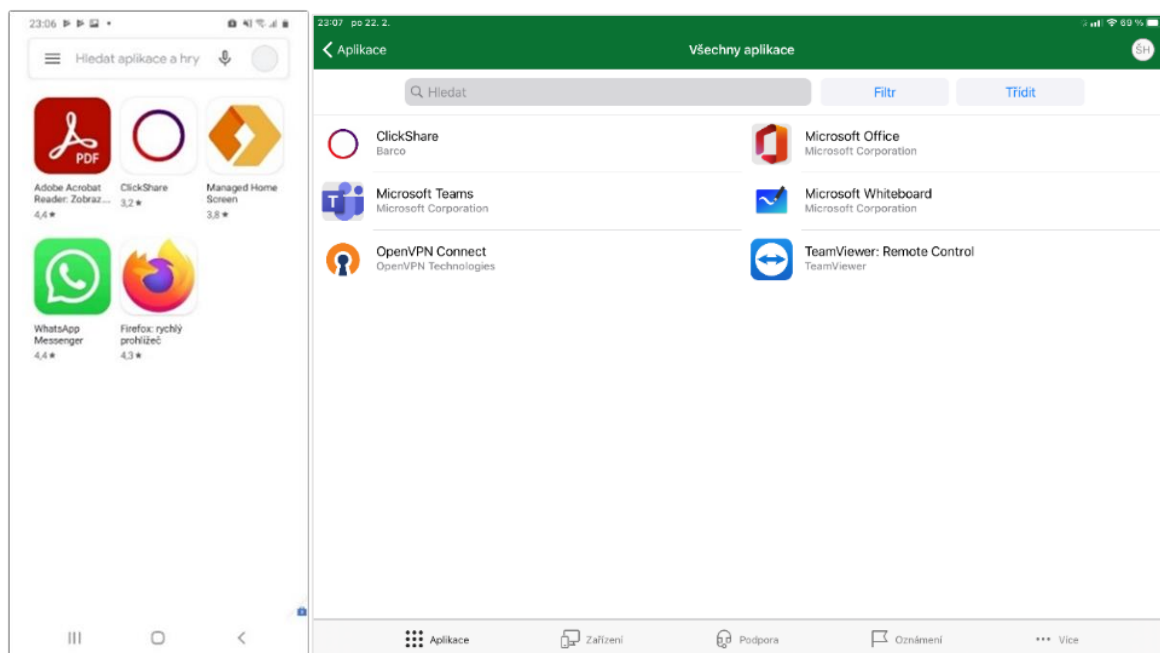 23:06
Hledat aplikace a hry
PDF
Adobe Acrobat
Reader: Zobraz...
4,4 ★
ClickShare
3,2 ★
Managed Home
Screen
3,8 ★
WhatsApp
Messenger
4,4 ★
Firefox: rychlý
prohlížeč
4,3 ★
23:07 po 22. 2.
69 %
Aplikace
Všechny aplikace
ŠH
Hledat
Filtr
Třídit
ClickShare
Barco
Microsoft Office
Microsoft Corporation
T
Microsoft Teams
Microsoft Corporation
Microsoft Whiteboard
Microsoft Corporation
OpenVPN Connect
OpenVPN Technologies
TeamViewer: Remote Control
TeamViewer
Aplikace
Zařízení
Podpora
Oznámení
Více